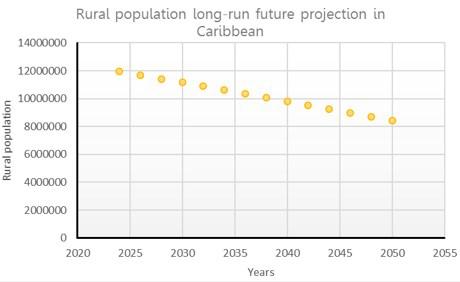 Rural population long-run future projection in
Caribbean
14000000
12000000
10000000
8000000
6000000
4000000
2000000
0
Rural population
2020 2025 2030 2035 2040 2045 2050 2055
Years